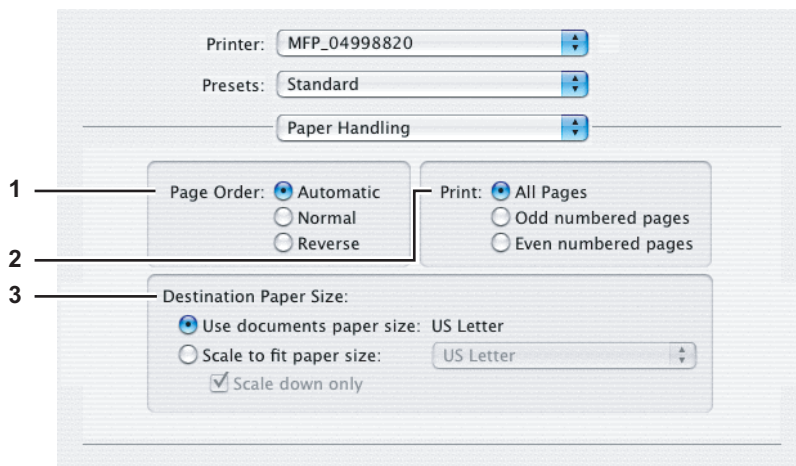 Printer: MFP_04998820
Presets: Standard
Paper Handling
1
Page Order: Automatic
Normal
Reverse
2
Print: All Pages
Odd numbered pages
Even numbered pages
3
Destination Paper Size:
Use documents paper size: US Letter
Scale to fit paper size: US Letter
Scale down only